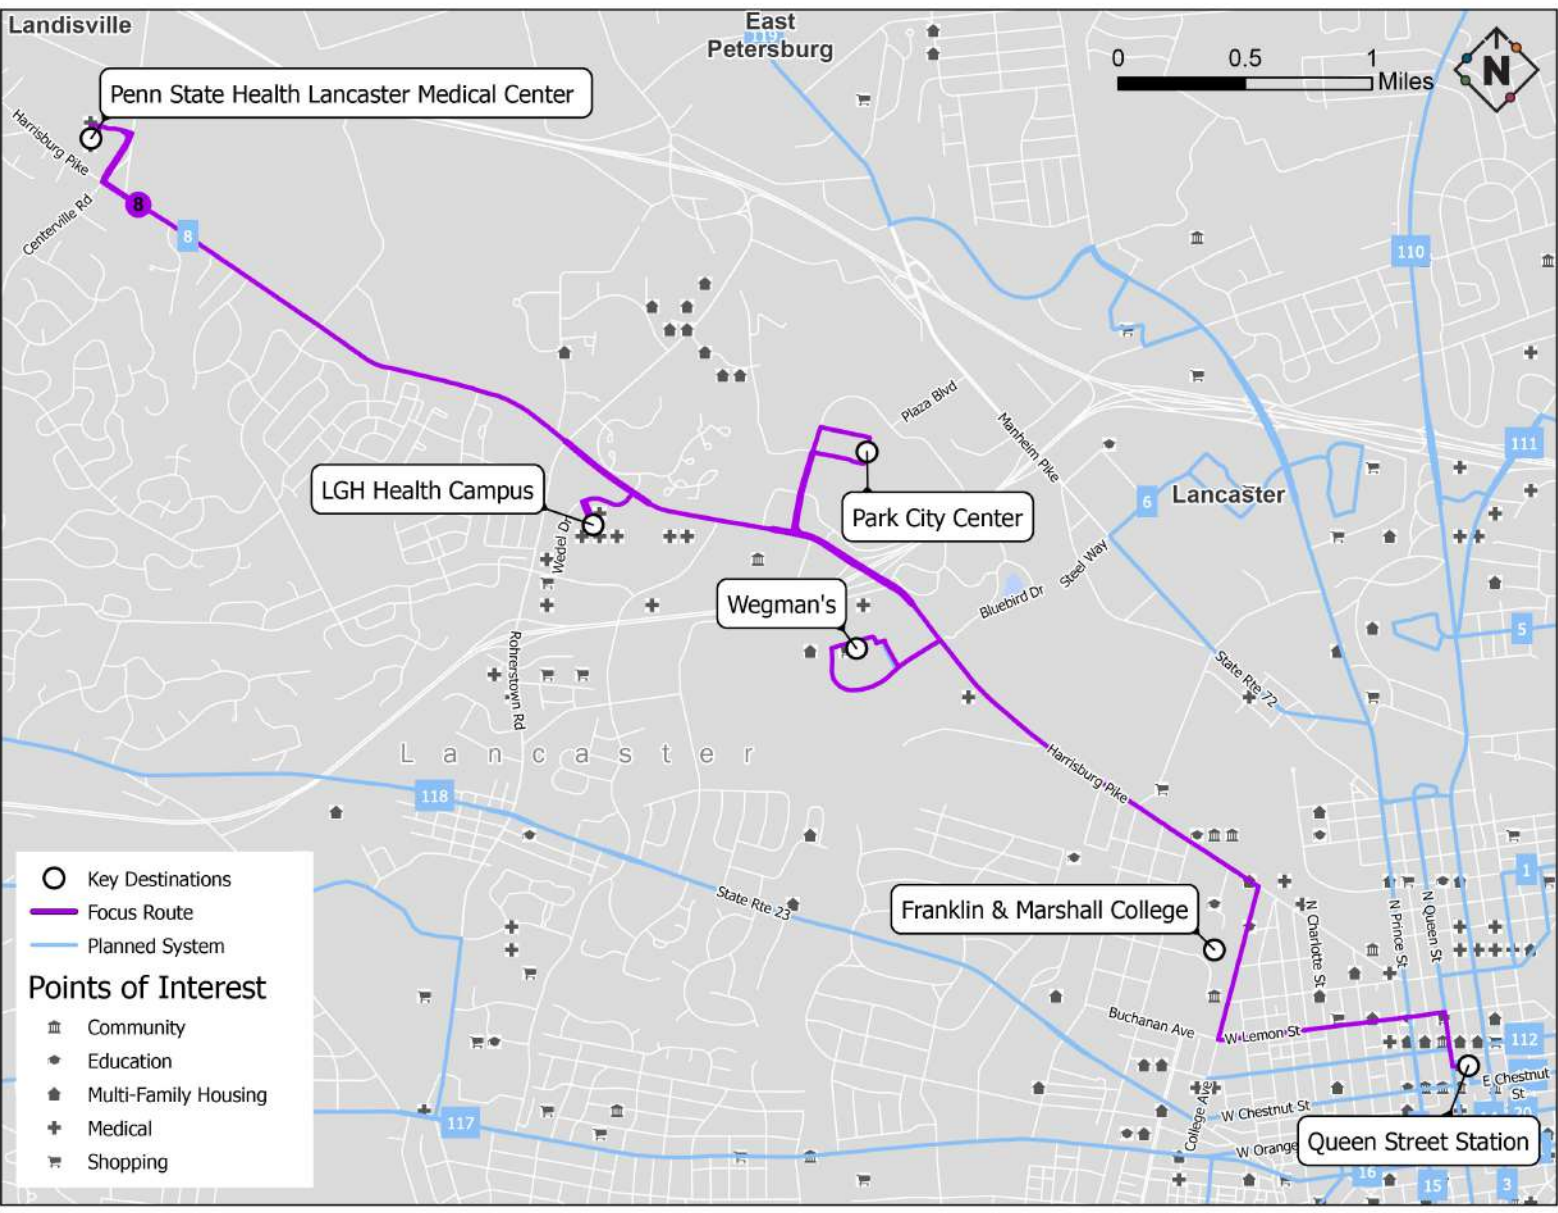 Landisville
East
Petersburg
119
0 0.5 1
Miles
N
Penn State Health Lancaster Medical Center
Harrisburg Pike
Centerville Rd
8
8
110
Plaza Blvd
Manheim Pike
111
LGH Health Campus
Wedel Dr
Park City Center
6
Lancaster
Steel Way
Bluebird Dr
Wegman's
5
Rohrerstown Rd
State Rte 72
Lancaster
Harrisburg Pike
118
State Rte 23
1
Franklin & Marshall College
N Charlotte St
N Prince St
N Queen St
Buchanan Ave
W Lemon St
112
E Chestnut
St
College Ave
W Chestnut St
20
117
W Orange
Queen Street Station
16
15
3
Key Destinations
Focus Route
Planned System
Points of Interest
Community
Education
Multi-Family Housing
Medical
Shopping